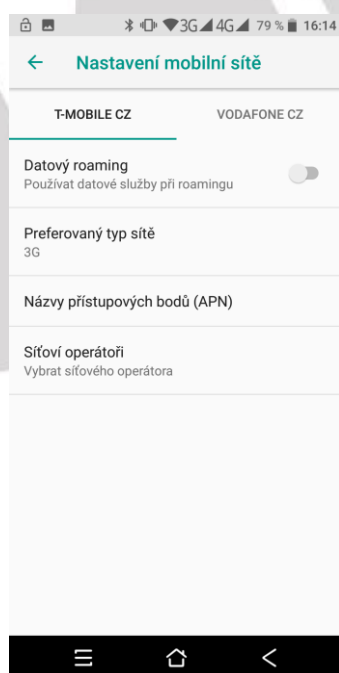 3G 4G 79 % 16:14
Nastavení mobilní sítě
T-MOBILE CZ VODAFONE CZ
Datový roaming
Používat datové služby při roamingu
Preferovaný typ sítě
3G
Názvy přístupových bodů (APN)
Síťoví operátoři
Vybrat síťového operátora